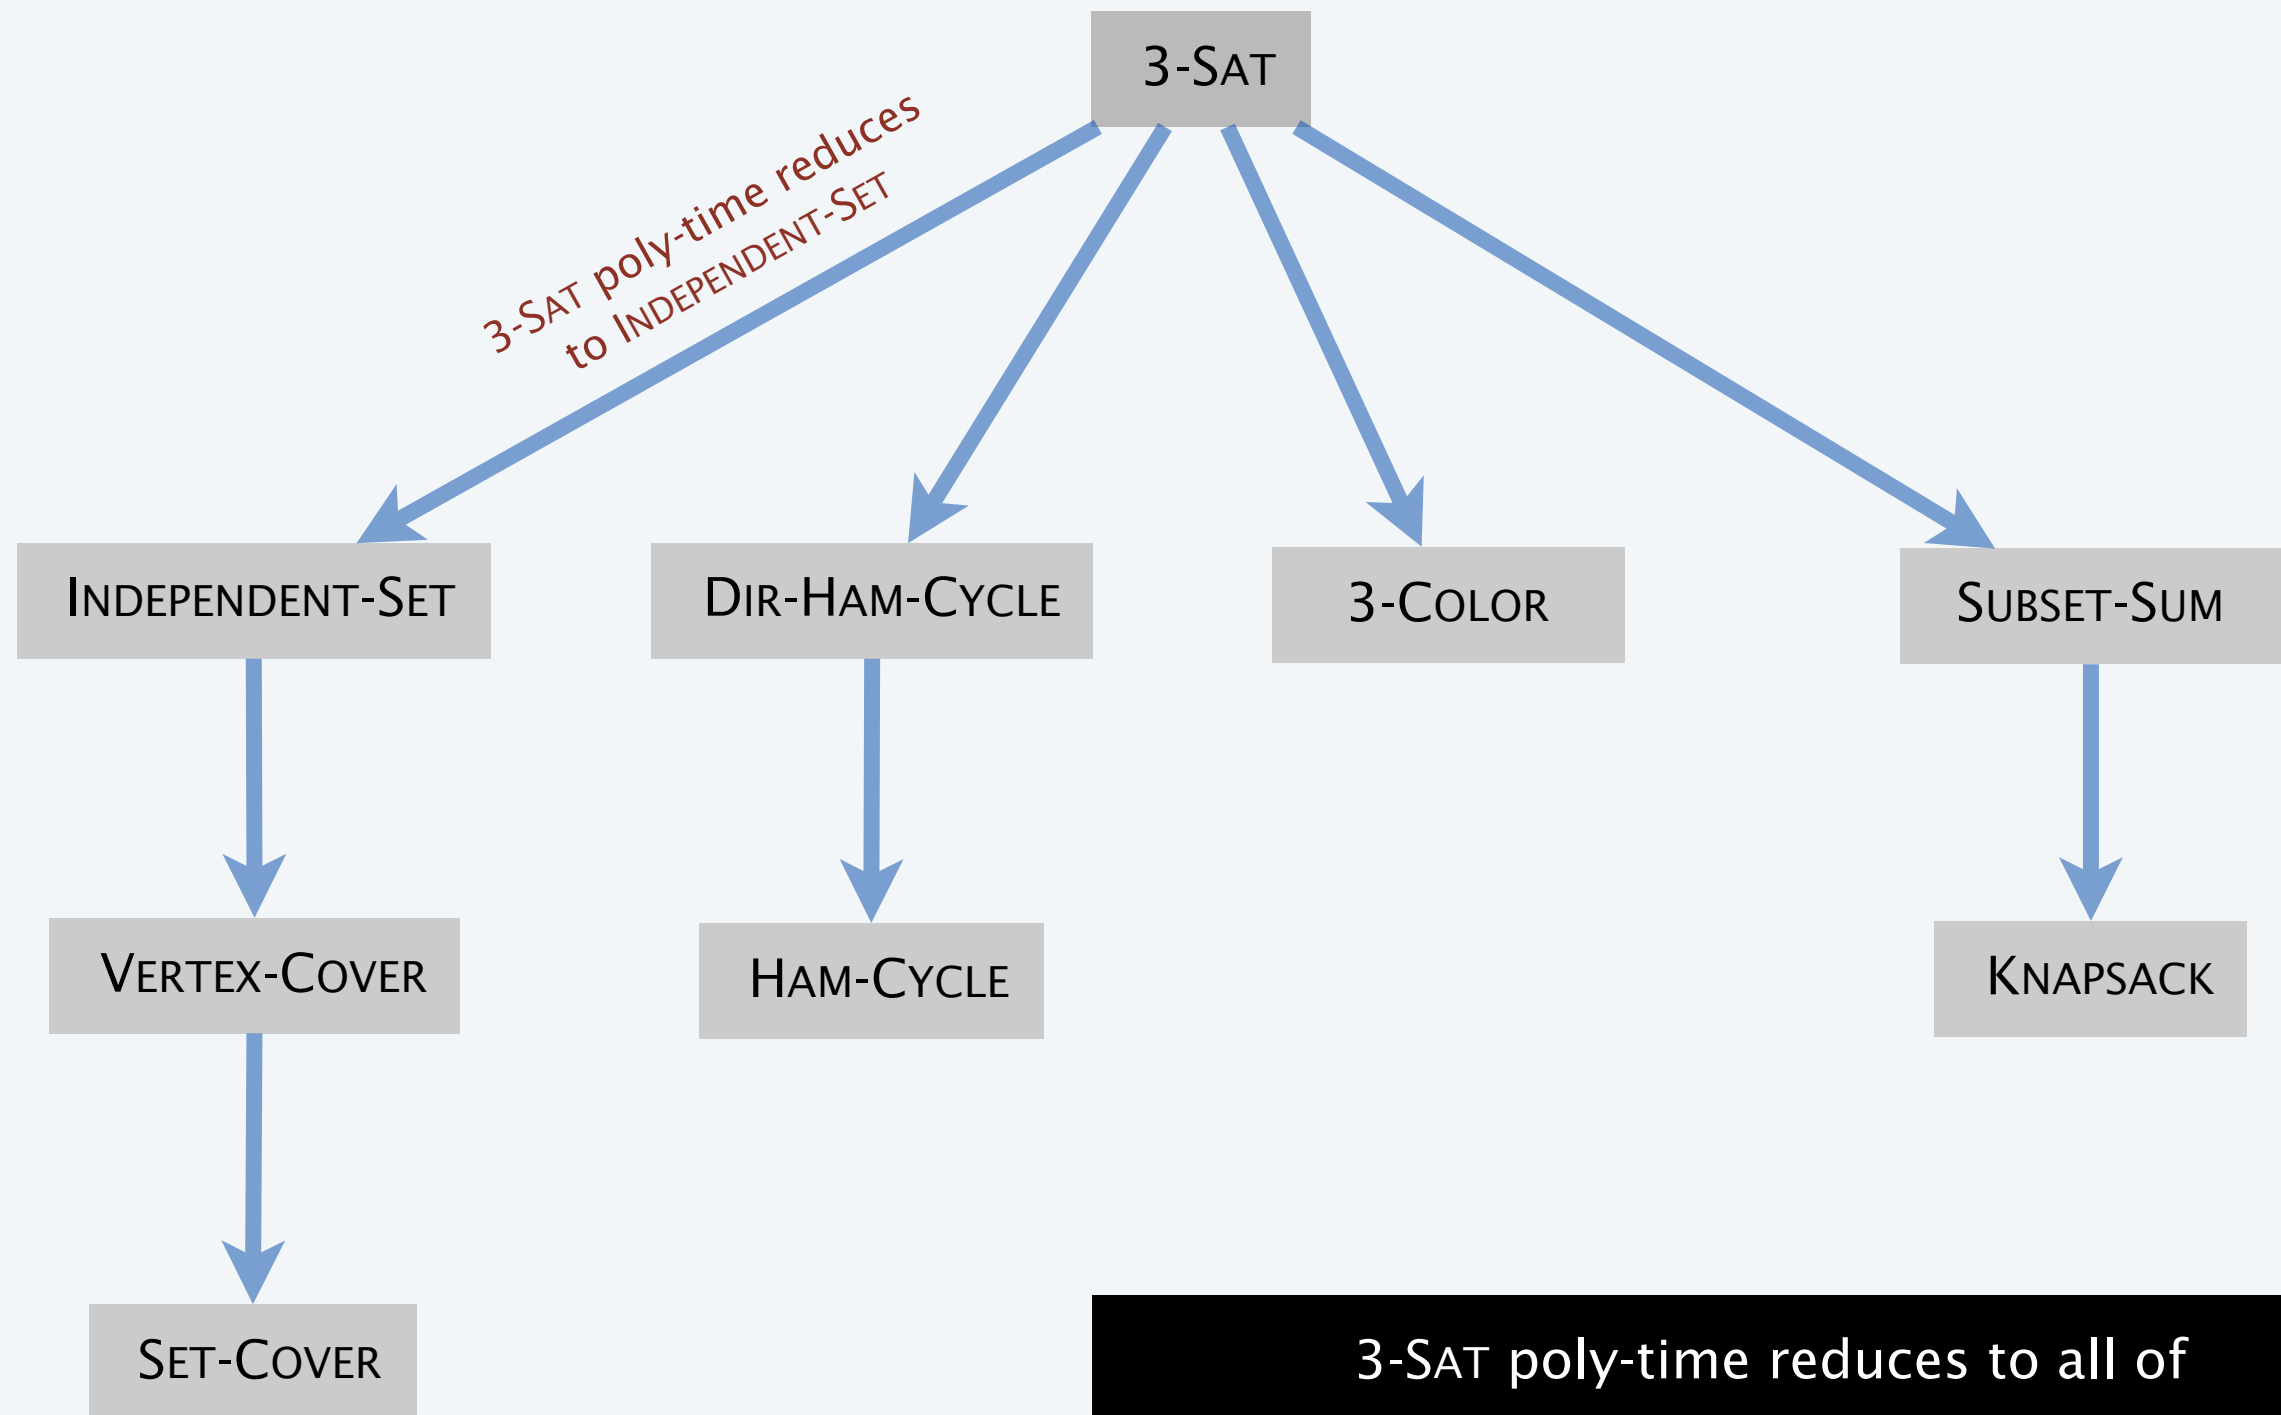 3-SAT
3-SAT poly-time reduces
to INDEPENDENT-SET
INDEPENDENT-SET
DIR-HAM-CYCLE
3-COLOR
SUBSET-SUM
VERTEX-COVER
HAM-CYCLE
KNAPSACK
SET-COVER
3-SAT poly-time reduces to all of